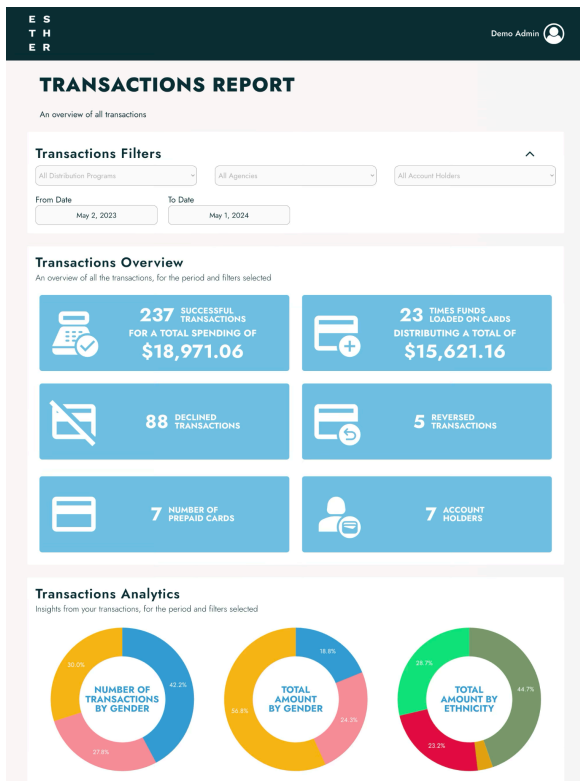 E S
T H
E R
Demo Admin
TRANSACTIONS REPORT
An overview of all transactions
Transactions Filters
All Distribution Programs
All Agencies
All Account Holders
From Date
To Date
May 2, 2023
May 1, 2024
Transactions Overview
An overview of all the transactions, for the period and filters selected
237 SUCCESSFUL TRANSACTIONS
FOR A TOTAL SPENDING OF
$18,971.06
23 TIMES FUNDS LOADED ON CARDS
DISTRIBUTING A TOTAL OF
$15,621.16
88 DECLINED TRANSACTIONS
5 REVERSED TRANSACTIONS
7 NUMBER OF PREPAID CARDS
7 ACCOUNT HOLDERS
Transactions Analytics
Insights from your transactions, for the period and filters selected
30.0%
42.2%
27.8%
NUMBER OF
TRANSACTIONS
BY GENDER
18.8%
56.8%
24.3%
TOTAL
AMOUNT
BY GENDER
28.7%
44.7%
23.2%
TOTAL
AMOUNT BY
ETHNICITY